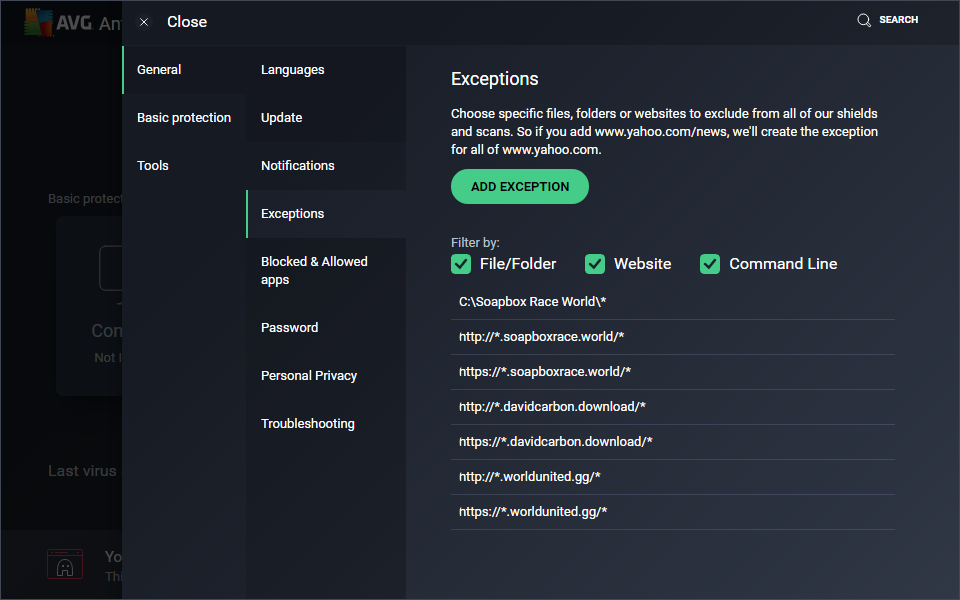 AVG An
Close
SEARCH
General
Basic protection
Tools
Languages
Update
Notifications
Exceptions
Blocked & Allowed
apps
Password
Personal Privacy
Troubleshooting
Exceptions
Choose specific files, folders or websites to exclude from all of our shields
and scans. So if you add www.yahoo.com/news, we'll create the exception
for all of www.yahoo.com.
ADD EXCEPTION
Filter by:
File/Folder Website Command Line
C:\Soapbox Race World\*
http://*.soapboxrace.world/*
https://*.soapboxrace.world/*
http://*.davidcarbon.download/*
https://*.davidcarbon.download/*
http://*.worldunited.gg/*
https://*.worldunited.gg/*
Basic protect
Com
Not l
Last virus
Yo
Thi